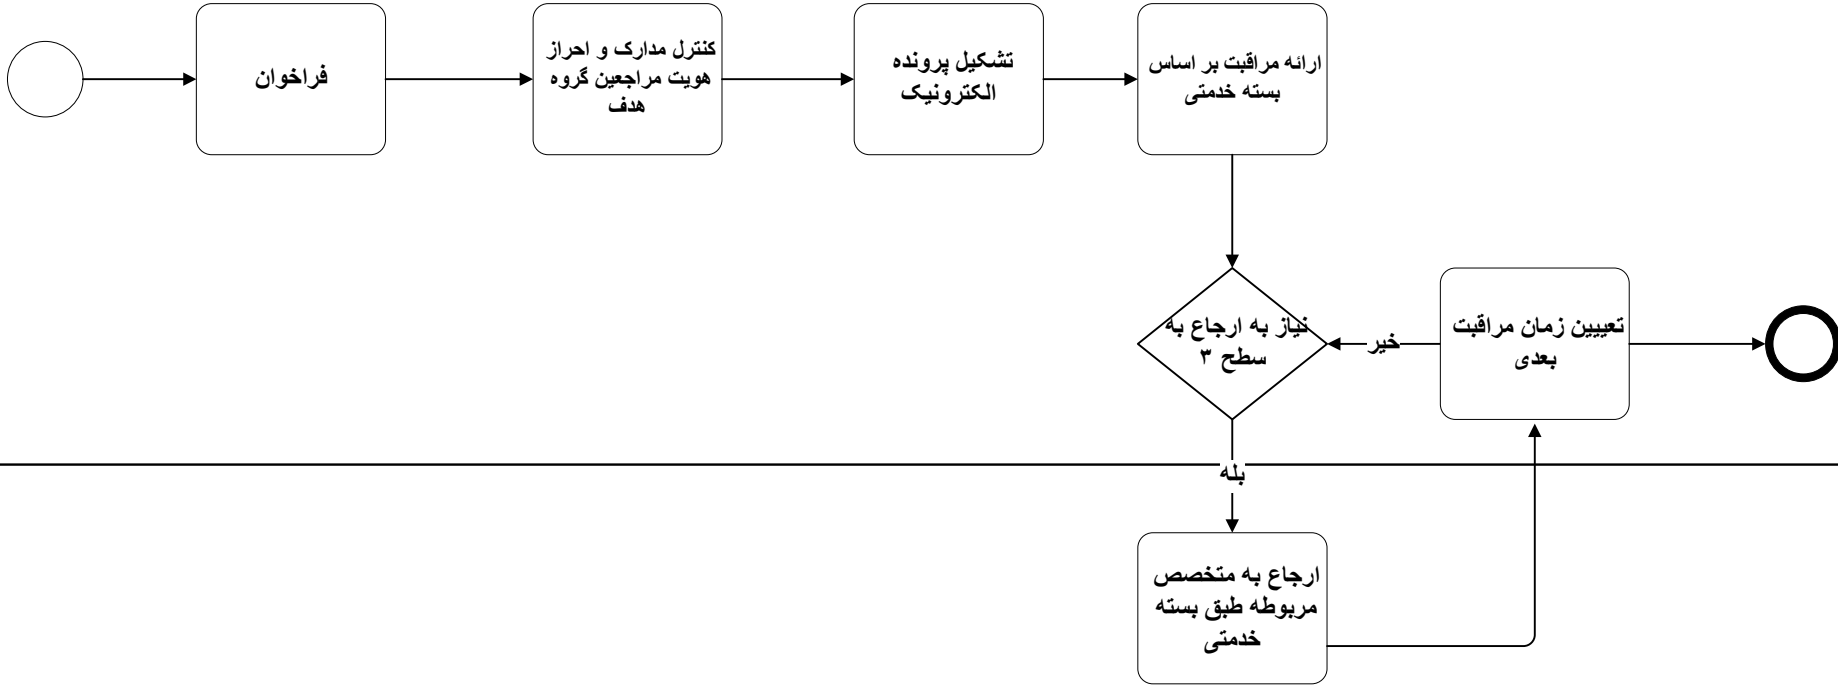 فراخوان
کنترل مدارک و احراز
هویت مراجعین گروه
هدف
تشکیل پرونده
الکترونیک
ارائه مراقبت بر اساس
بسته خدمتی
نیاز به ارجاع به
سطح ۳
خیر
تعییین زمان مراقبت
بعدی
بله
ارجاع به متخصص
مربوطه طبق بسته
خدمتی